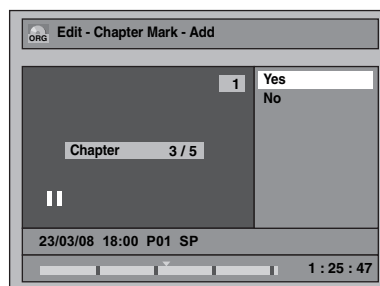 ORG Edit - Chapter Mark - Add
1
Yes
No
Chapter 3 / 5
23/03/08 18:00 P01 SP
1 : 25 : 47